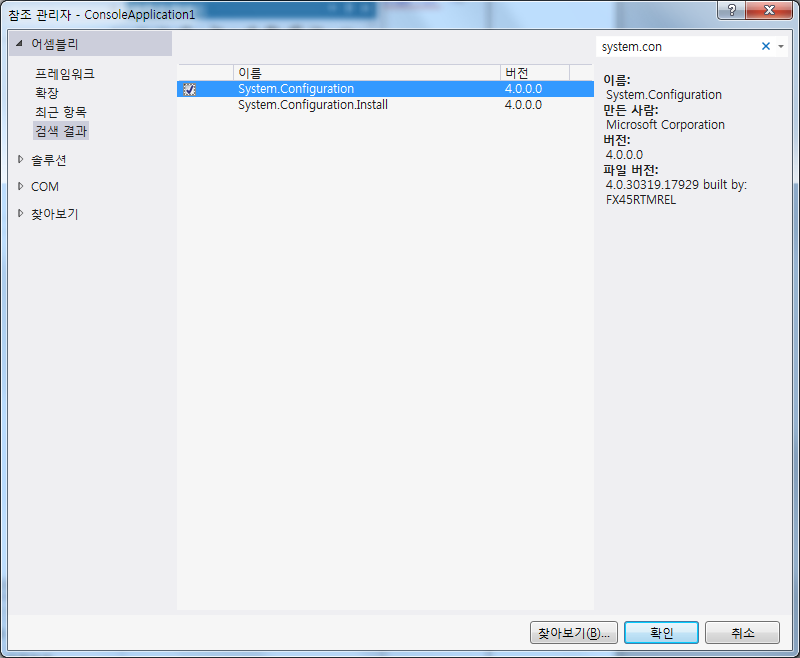 참조 관리자 - ConsoleApplication1
?
어셈블리
프레임워크
확장
최근 항목
검색 결과
솔루션
COM
찾아보기
이름 버전
System.Configuration 4.0.0.0
System.Configuration.Install 4.0.0.0
system.con
이름:
System.Configuration
만든 사람:
Microsoft Corporation
버전:
4.0.0.0
파일 버전:
4.0.30319.17929 built by:
FX45RTMREL
찾아보기(B)... 확인 취소